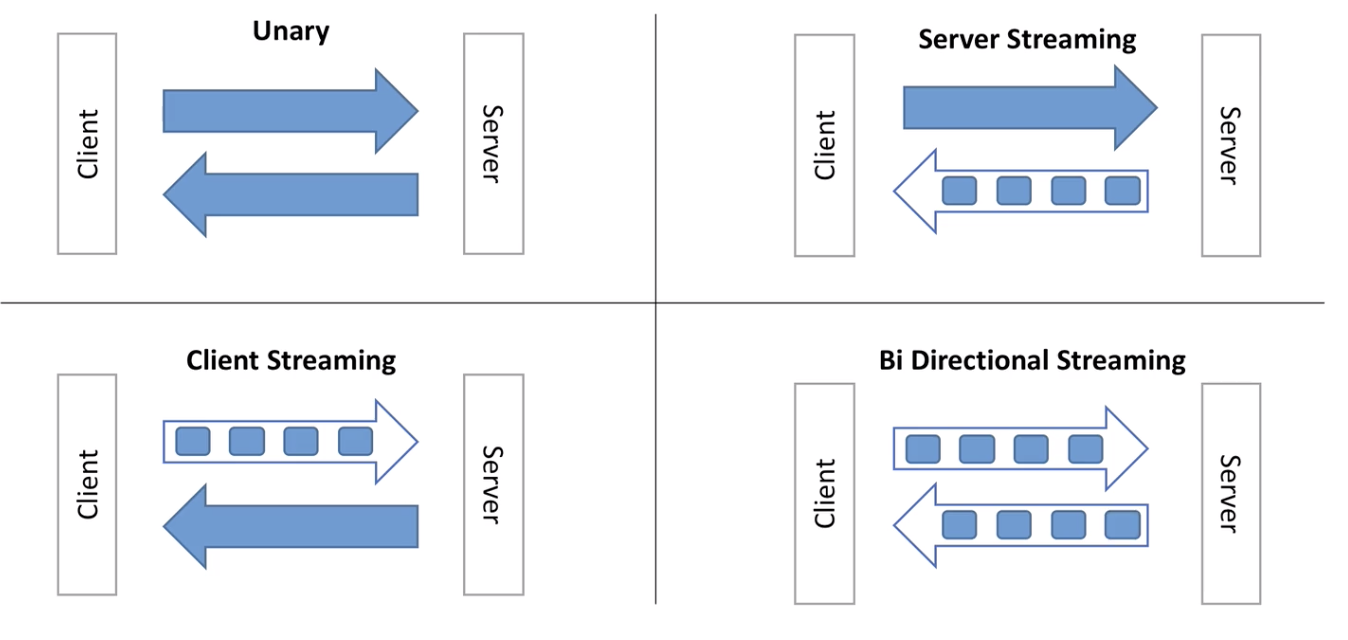 Unary
Client
Server
Server Streaming
Client
Server
Client Streaming
Client
Server
Bi Directional Streaming
Client
Server